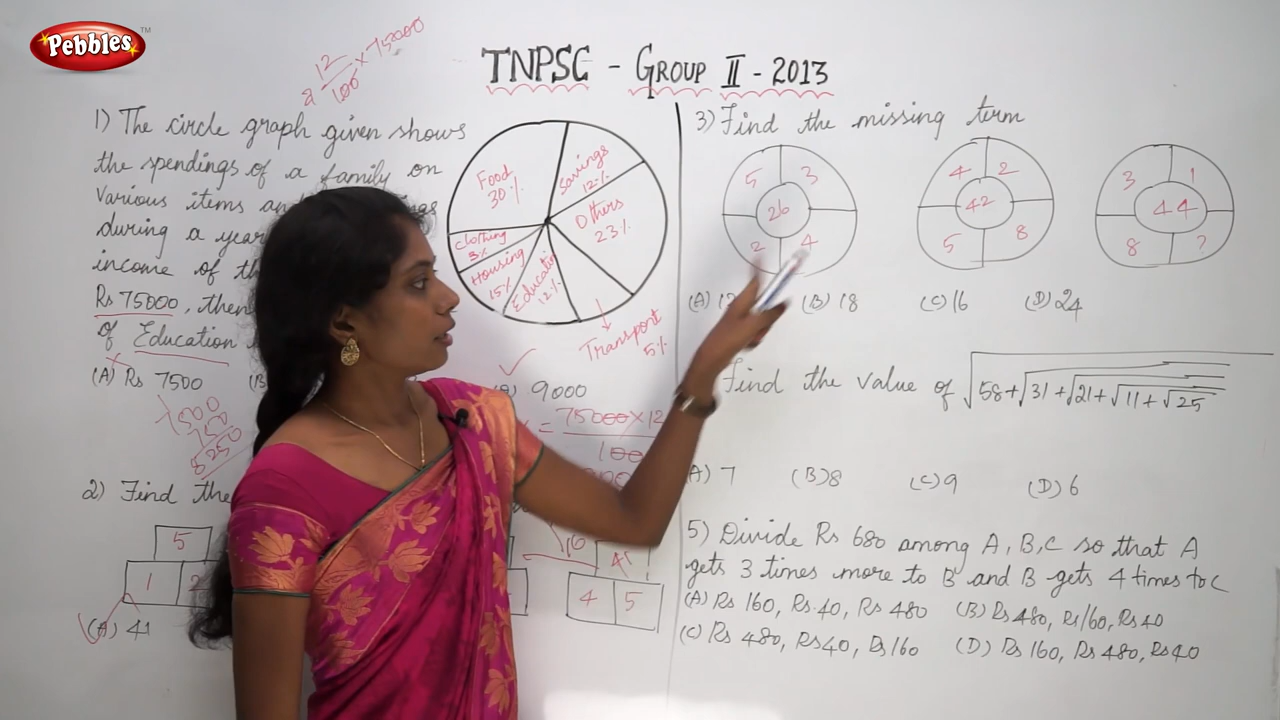 Pebbles TM
12/100 × 75000
TNPSC - GROUP II - 2013
1) The circle graph given shows
the spendings of a family on
various items and
during a year
income of th
Rs 75000, then
of Education
(A) Rs 7500
9000
7500
750
8250
= 75000 × 12
Food 30%
Savings 12%
Others 23%
Clothing 3%
Housing 15%
Education 12%
Transport 5%
2) Find the
5
1 2
4
4 5
(A) 41
3) Find the missing term
5 3 26 2 4
4 2 42 5 8
3 1 44 8 7
(B) 18 (C) 16 (D) 24
Find the value of √58+√31+√21+√11+√25
A) 7 (B) 8 (C) 9 (D) 6
5) Divide Rs 680 among A, B, C so that A
gets 3 times more to B and B gets 4 times to C
(A) Rs 160, Rs 40, Rs 480 (B) Rs 480, Rs 160, Rs 40
(C) Rs 480, Rs 40, Rs 160 (D) Rs 160, Rs 480, Rs 40